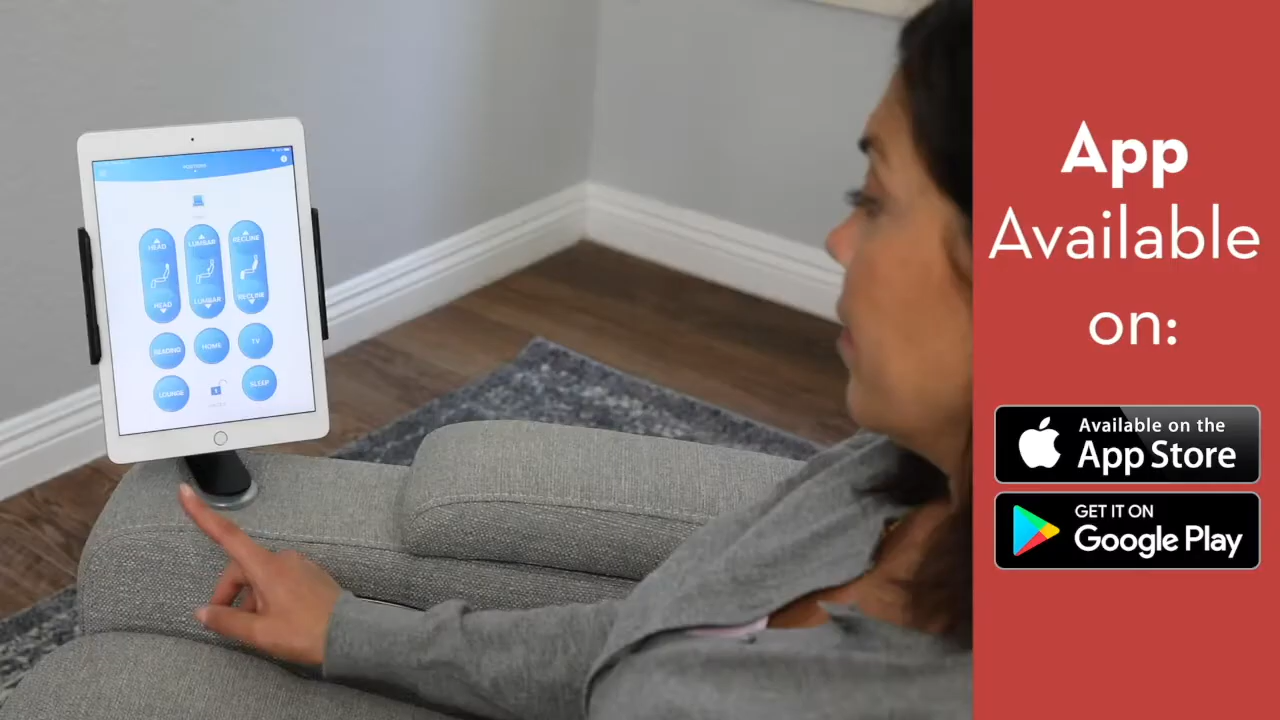 HEAD
LUMBAR
RECLINE
HEAD
LUMBAR
RECLINE
READING
HOME
TV
LOUNGE
SLEEP
App
Available
on:
Available on the
App Store
GET IT ON
Google Play